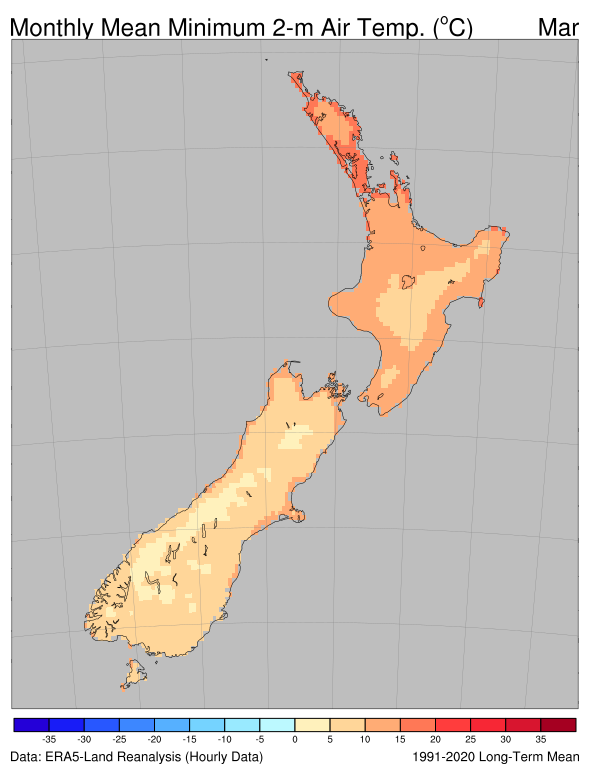 Monthly Mean Minimum 2-m Air Temp. (°C) Mar
-35 -30 -25 -20 -15 -10 -5 0 5 10 15 20 25 30 35
Data: ERA5-Land Reanalysis (Hourly Data) 1991-2020 Long-Term Mean